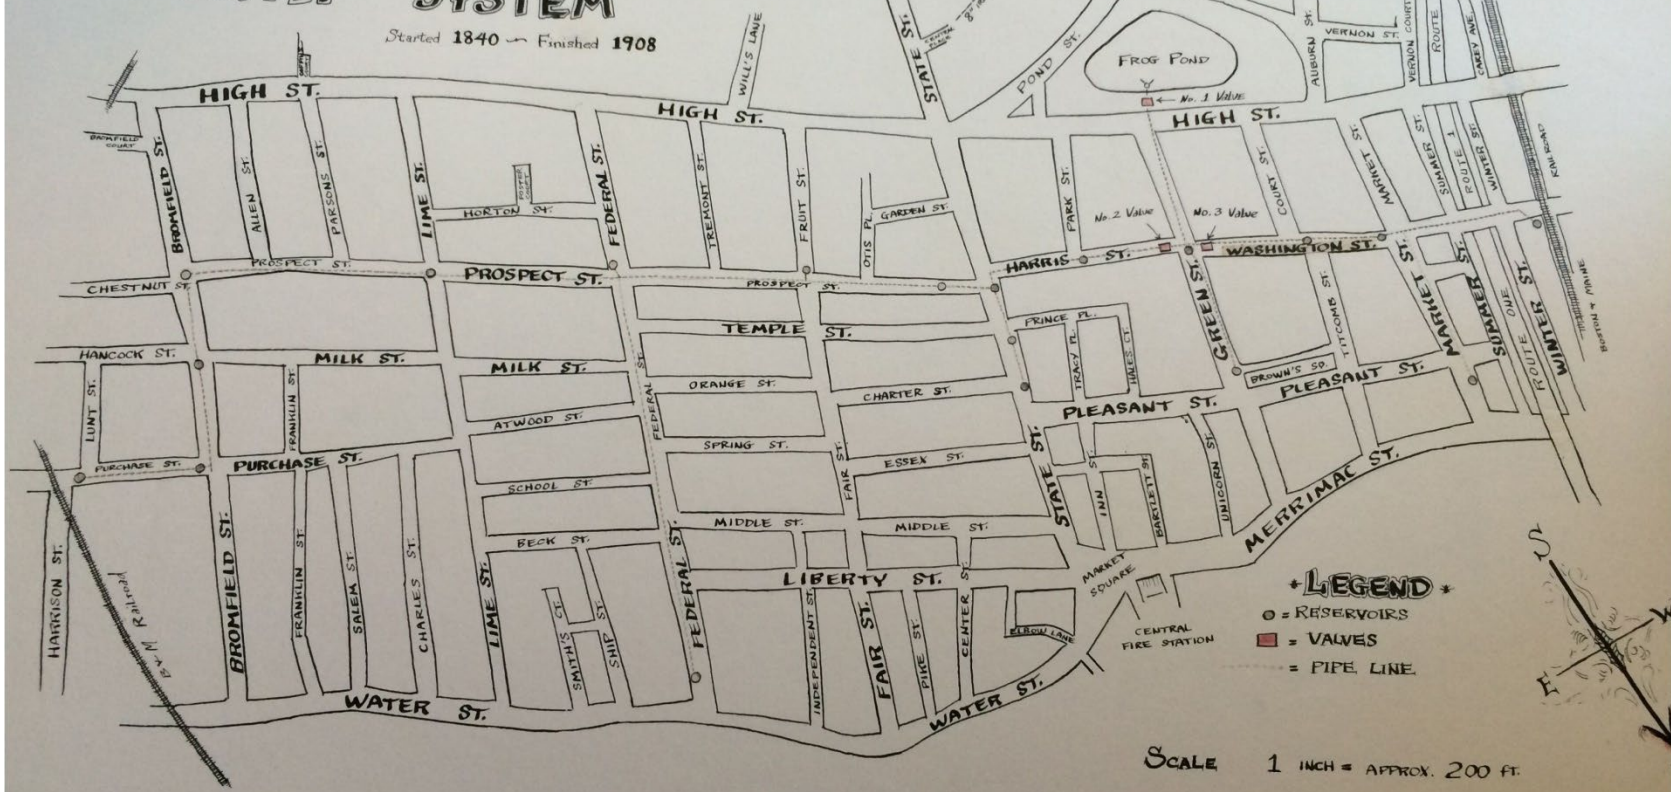 SYSTEM
Started 1840 — Finished 1908
HIGH ST.
WILL'S LANE
HIGH ST.
STATE ST.
POND ST.
FROG POND
No. 1 Valve
HIGH ST.
AUBURN ST.
VERNON ST.
VERNON COURT
ROUTE
CAREY AVE.
RAILROAD
BROMFIELD ST.
ALLEN ST.
PARSONS ST.
LIME ST.
HORTON ST.
FEDERAL ST.
TREMONT ST.
FRUIT ST.
OTIS PL.
GARDEN ST.
PARK ST.
No. 2 Valve
No. 3 Valve
COURT ST.
MARKET ST.
SUMMER ST.
ROUTE 1
WINTER ST.
PROSPECT ST.
PROSPECT ST.
PROSPECT ST.
HARRIS ST.
WASHINGTON ST.
CHESTNUT ST.
TEMPLE ST.
PRINCE PL.
TRACY PL.
HALES CT.
GREEN ST.
TITCOMB ST.
MARKET ST.
SUMMER ST.
ROUTE ONE
WINTER ST.
BOSTON & MAINE
HANCOCK ST.
MILK ST.
MILK ST.
FEDERAL ST.
ORANGE ST.
CHARTER ST.
BROWN'S SQ.
PLEASANT ST.
PLEASANT ST.
LUNT ST.
FRANKLIN ST.
ATWOOD ST.
SPRING ST.
FAIR ST.
ESSEX ST.
STATE ST.
INN ST.
BARTLETT ST.
UNICORN ST.
MERRIMAC ST.
PURCHASE ST.
PURCHASE ST.
SCHOOL ST.
MIDDLE ST.
MIDDLE ST.
BECK ST.
LIBERTY ST.
MARKET
SQUARE
HARRISON ST.
B & M Railroad
BROMFIELD ST.
FRANKLIN ST.
SALEM ST.
CHARLES ST.
LIME ST.
SMITH'S CT.
SHIP ST.
FEDERAL ST.
INDEPENDENT ST.
FAIR ST.
PIKE ST.
CENTER ST.
ELBOW LANE
CENTRAL
FIRE STATION
WATER ST.
WATER ST.
LEGEND
= RESERVOIRS
= VALVES
= PIPE LINE
S
W
E
SCALE 1 INCH = APPROX. 200 FT.